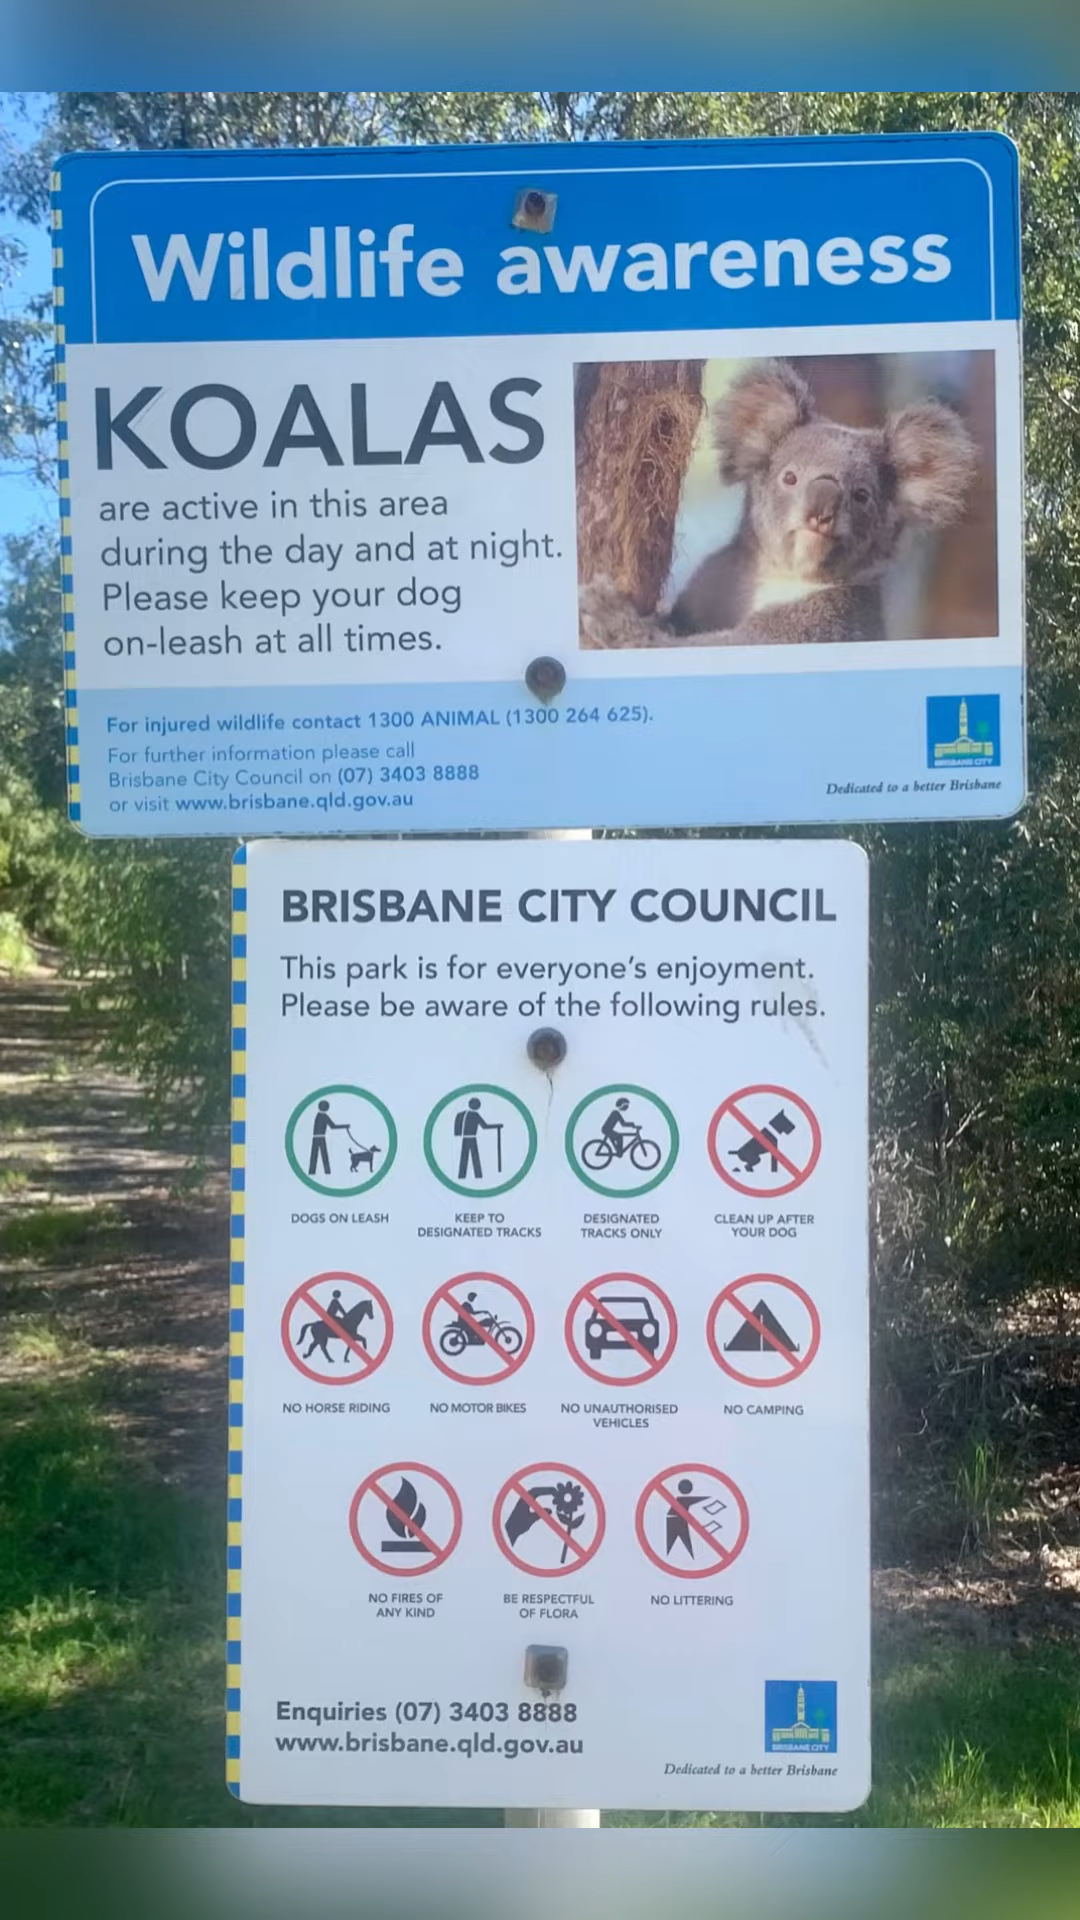 Wildlife awareness
KOALAS
are active in this area
during the day and at night.
Please keep your dog
on-leash at all times.
For injured wildlife contact 1300 ANIMAL (1300 264 625).
For further information please call
Brisbane City Council on (07) 3403 8888
or visit www.brisbane.qld.gov.au
BRISBANE CITY
Dedicated to a better Brisbane
BRISBANE CITY COUNCIL
This park is for everyone's enjoyment.
Please be aware of the following rules.
DOGS ON LEASH
KEEP TO
DESIGNATED TRACKS
DESIGNATED
TRACKS ONLY
CLEAN UP AFTER
YOUR DOG
NO HORSE RIDING
NO MOTOR BIKES
NO UNAUTHORISED
VEHICLES
NO CAMPING
NO FIRES OF
ANY KIND
BE RESPECTFUL
OF FLORA
NO LITTERING
Enquiries (07) 3403 8888
www.brisbane.qld.gov.au
BRISBANE CITY
Dedicated to a better Brisbane